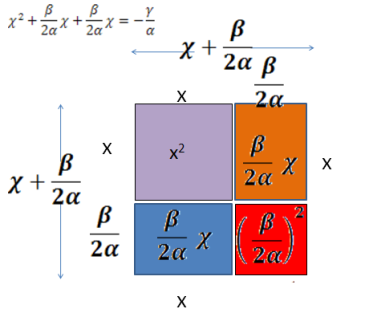 χ² + β/2α χ + β/2α χ = − γ/α
χ + β/2α
β/2α
x
x
x²
β/2α χ
x
χ + β/2α
β/2α
β/2α χ
(β/2α)²
x